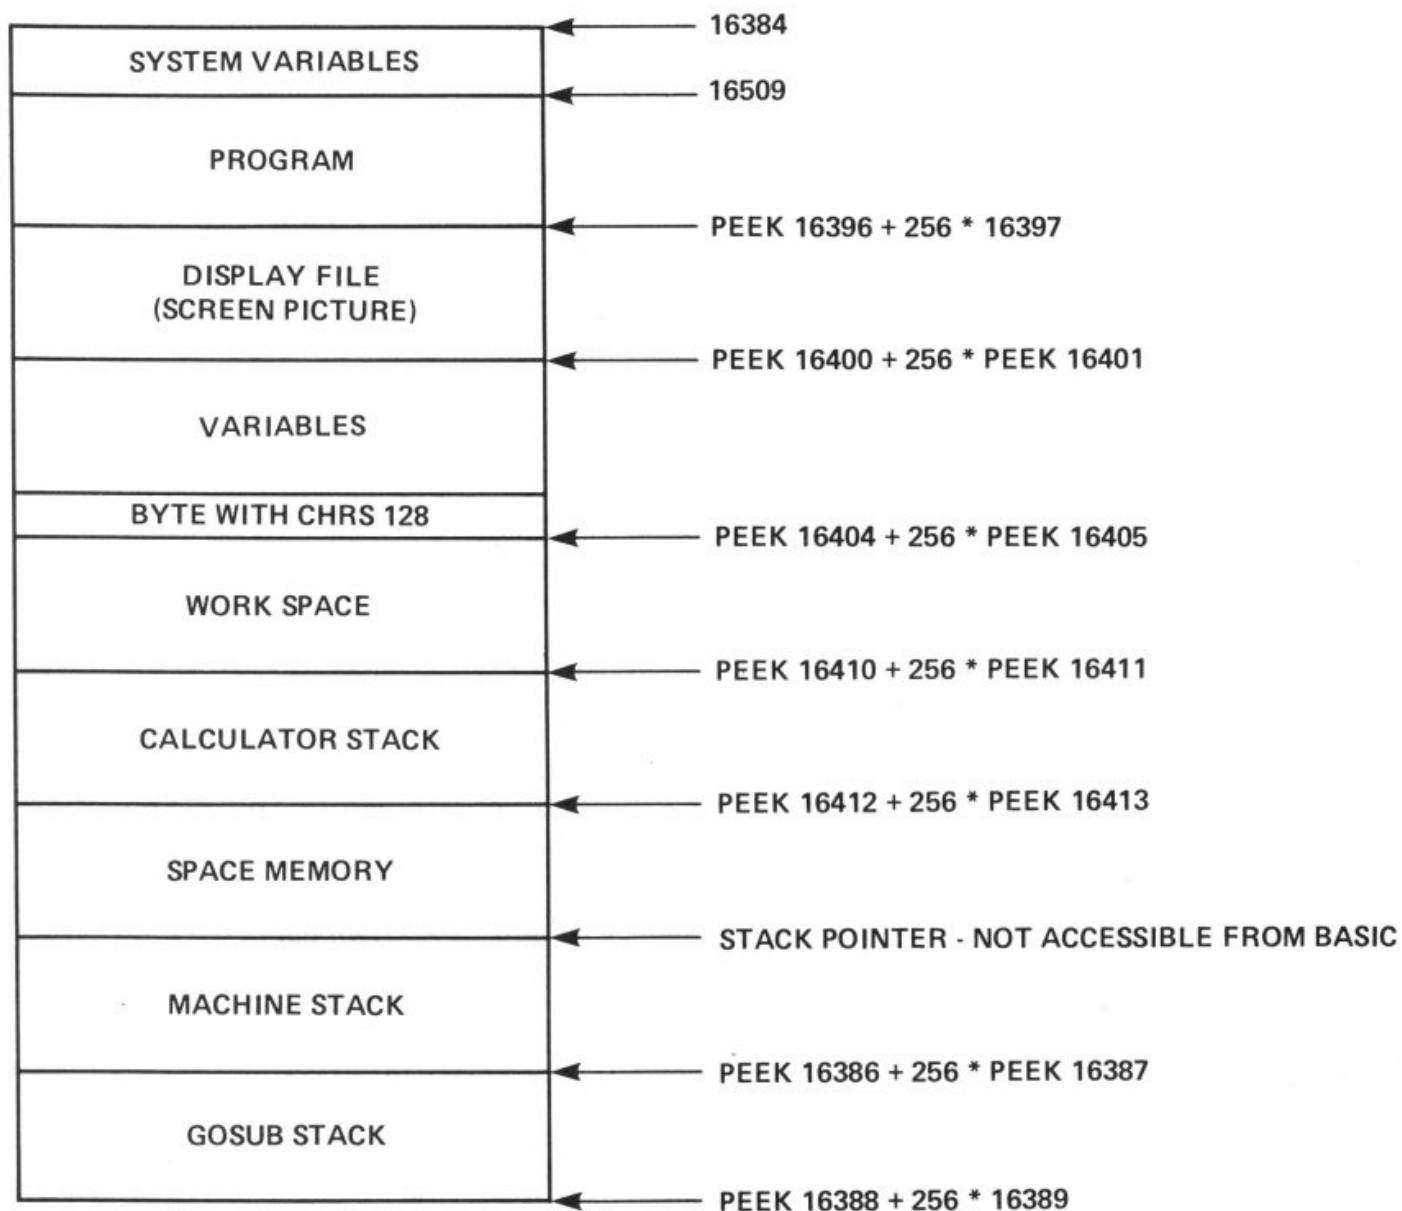 16384
SYSTEM VARIABLES
16509
PROGRAM
PEEK 16396 + 256 * 16397
DISPLAY FILE
(SCREEN PICTURE)
PEEK 16400 + 256 * PEEK 16401
VARIABLES
BYTE WITH CHRS 128
PEEK 16404 + 256 * PEEK 16405
WORK SPACE
PEEK 16410 + 256 * PEEK 16411
CALCULATOR STACK
PEEK 16412 + 256 * PEEK 16413
SPACE MEMORY
STACK POINTER - NOT ACCESSIBLE FROM BASIC
MACHINE STACK
PEEK 16386 + 256 * PEEK 16387
GOSUB STACK
PEEK 16388 + 256 * 16389